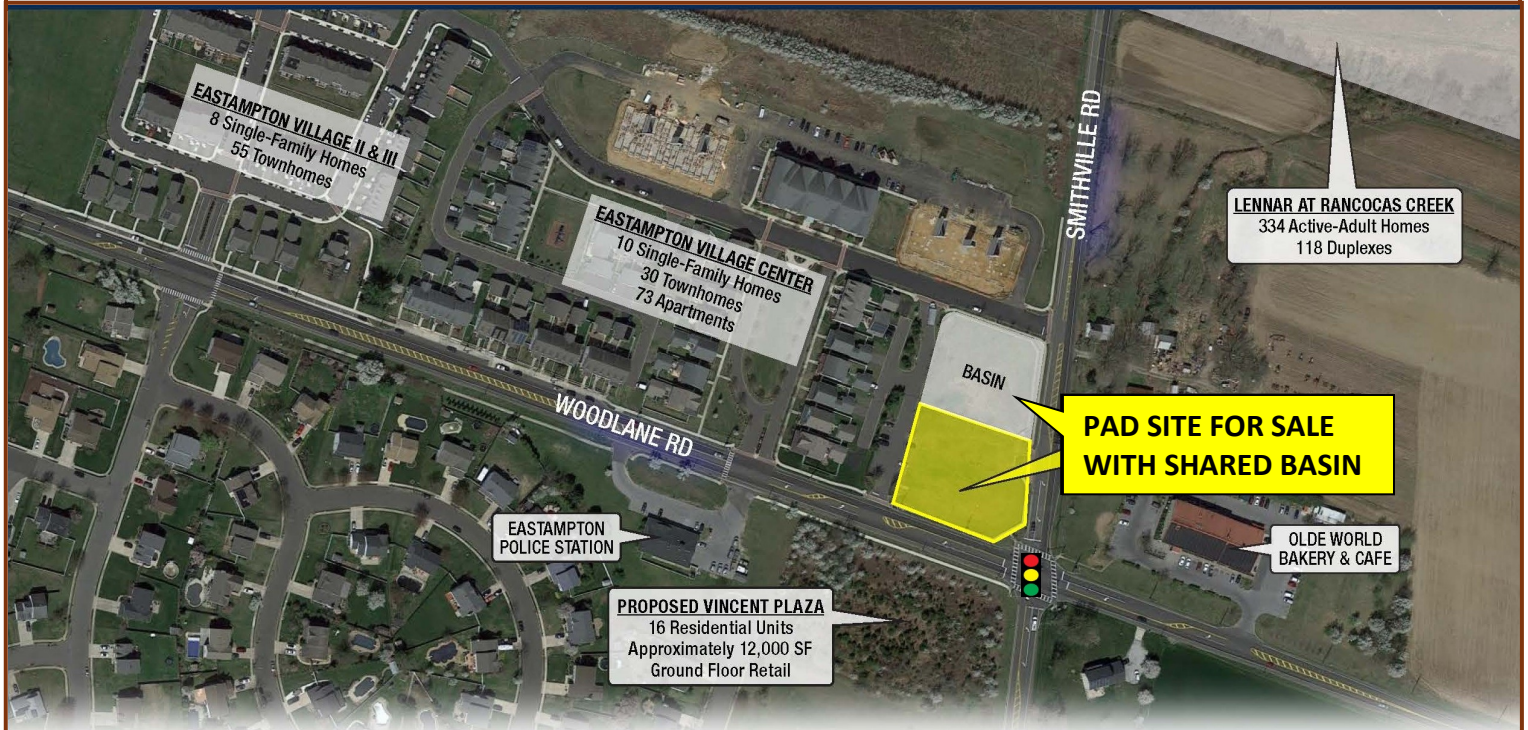 EASTAMPTON VILLAGE II & III
8 Single-Family Homes
55 Townhomes
EASTAMPTON VILLAGE CENTER
10 Single-Family Homes
30 Townhomes
73 Apartments
SMITHVILLE RD
LENNAR AT RANCOCAS CREEK
334 Active-Adult Homes
118 Duplexes
BASIN
WOODLANE RD
PAD SITE FOR SALE
WITH SHARED BASIN
EASTAMPTON
POLICE STATION
OLDE WORLD
BAKERY & CAFE
PROPOSED VINCENT PLAZA
16 Residential Units
Approximately 12,000 SF
Ground Floor Retail